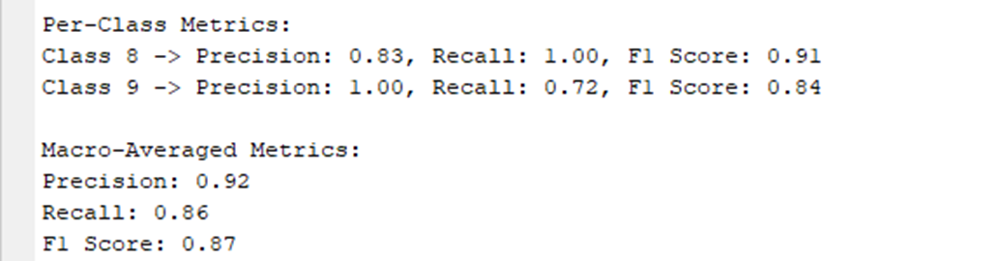 Per-Class Metrics:
Class 8 -> Precision: 0.83, Recall: 1.00, F1 Score: 0.91
Class 9 -> Precision: 1.00, Recall: 0.72, F1 Score: 0.84
Macro-Averaged Metrics:
Precision: 0.92
Recall: 0.86
F1 Score: 0.87